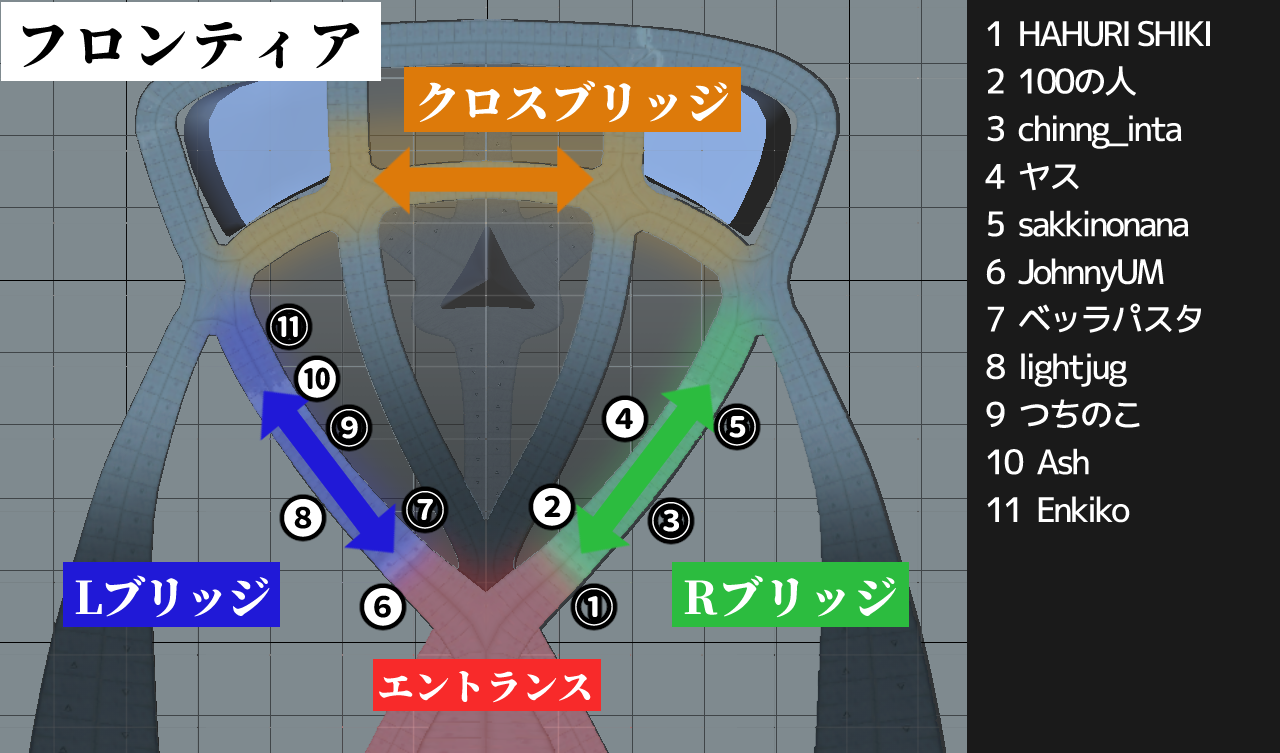 フロンティア
クロスブリッジ
⑪
⑩
⑨
④
⑤
⑧
⑦
②
③
Lブリッジ
⑥
①
Rブリッジ
エントランス
1 HAHURI SHIKI
2 100の人
3 chinng_inta
4 ヤス
5 sakkinonana
6 JohnnyUM
7 ベッラパスタ
8 lightjug
9 つちのこ
10 Ash
11 Enkiko